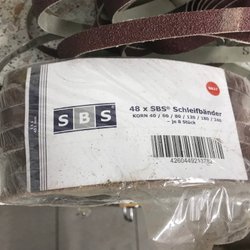 SBS
48 x SBS® Schleifbänder
KORN 40 / 60 / 80 / 120 / 180 / 240
- je 8 Stück